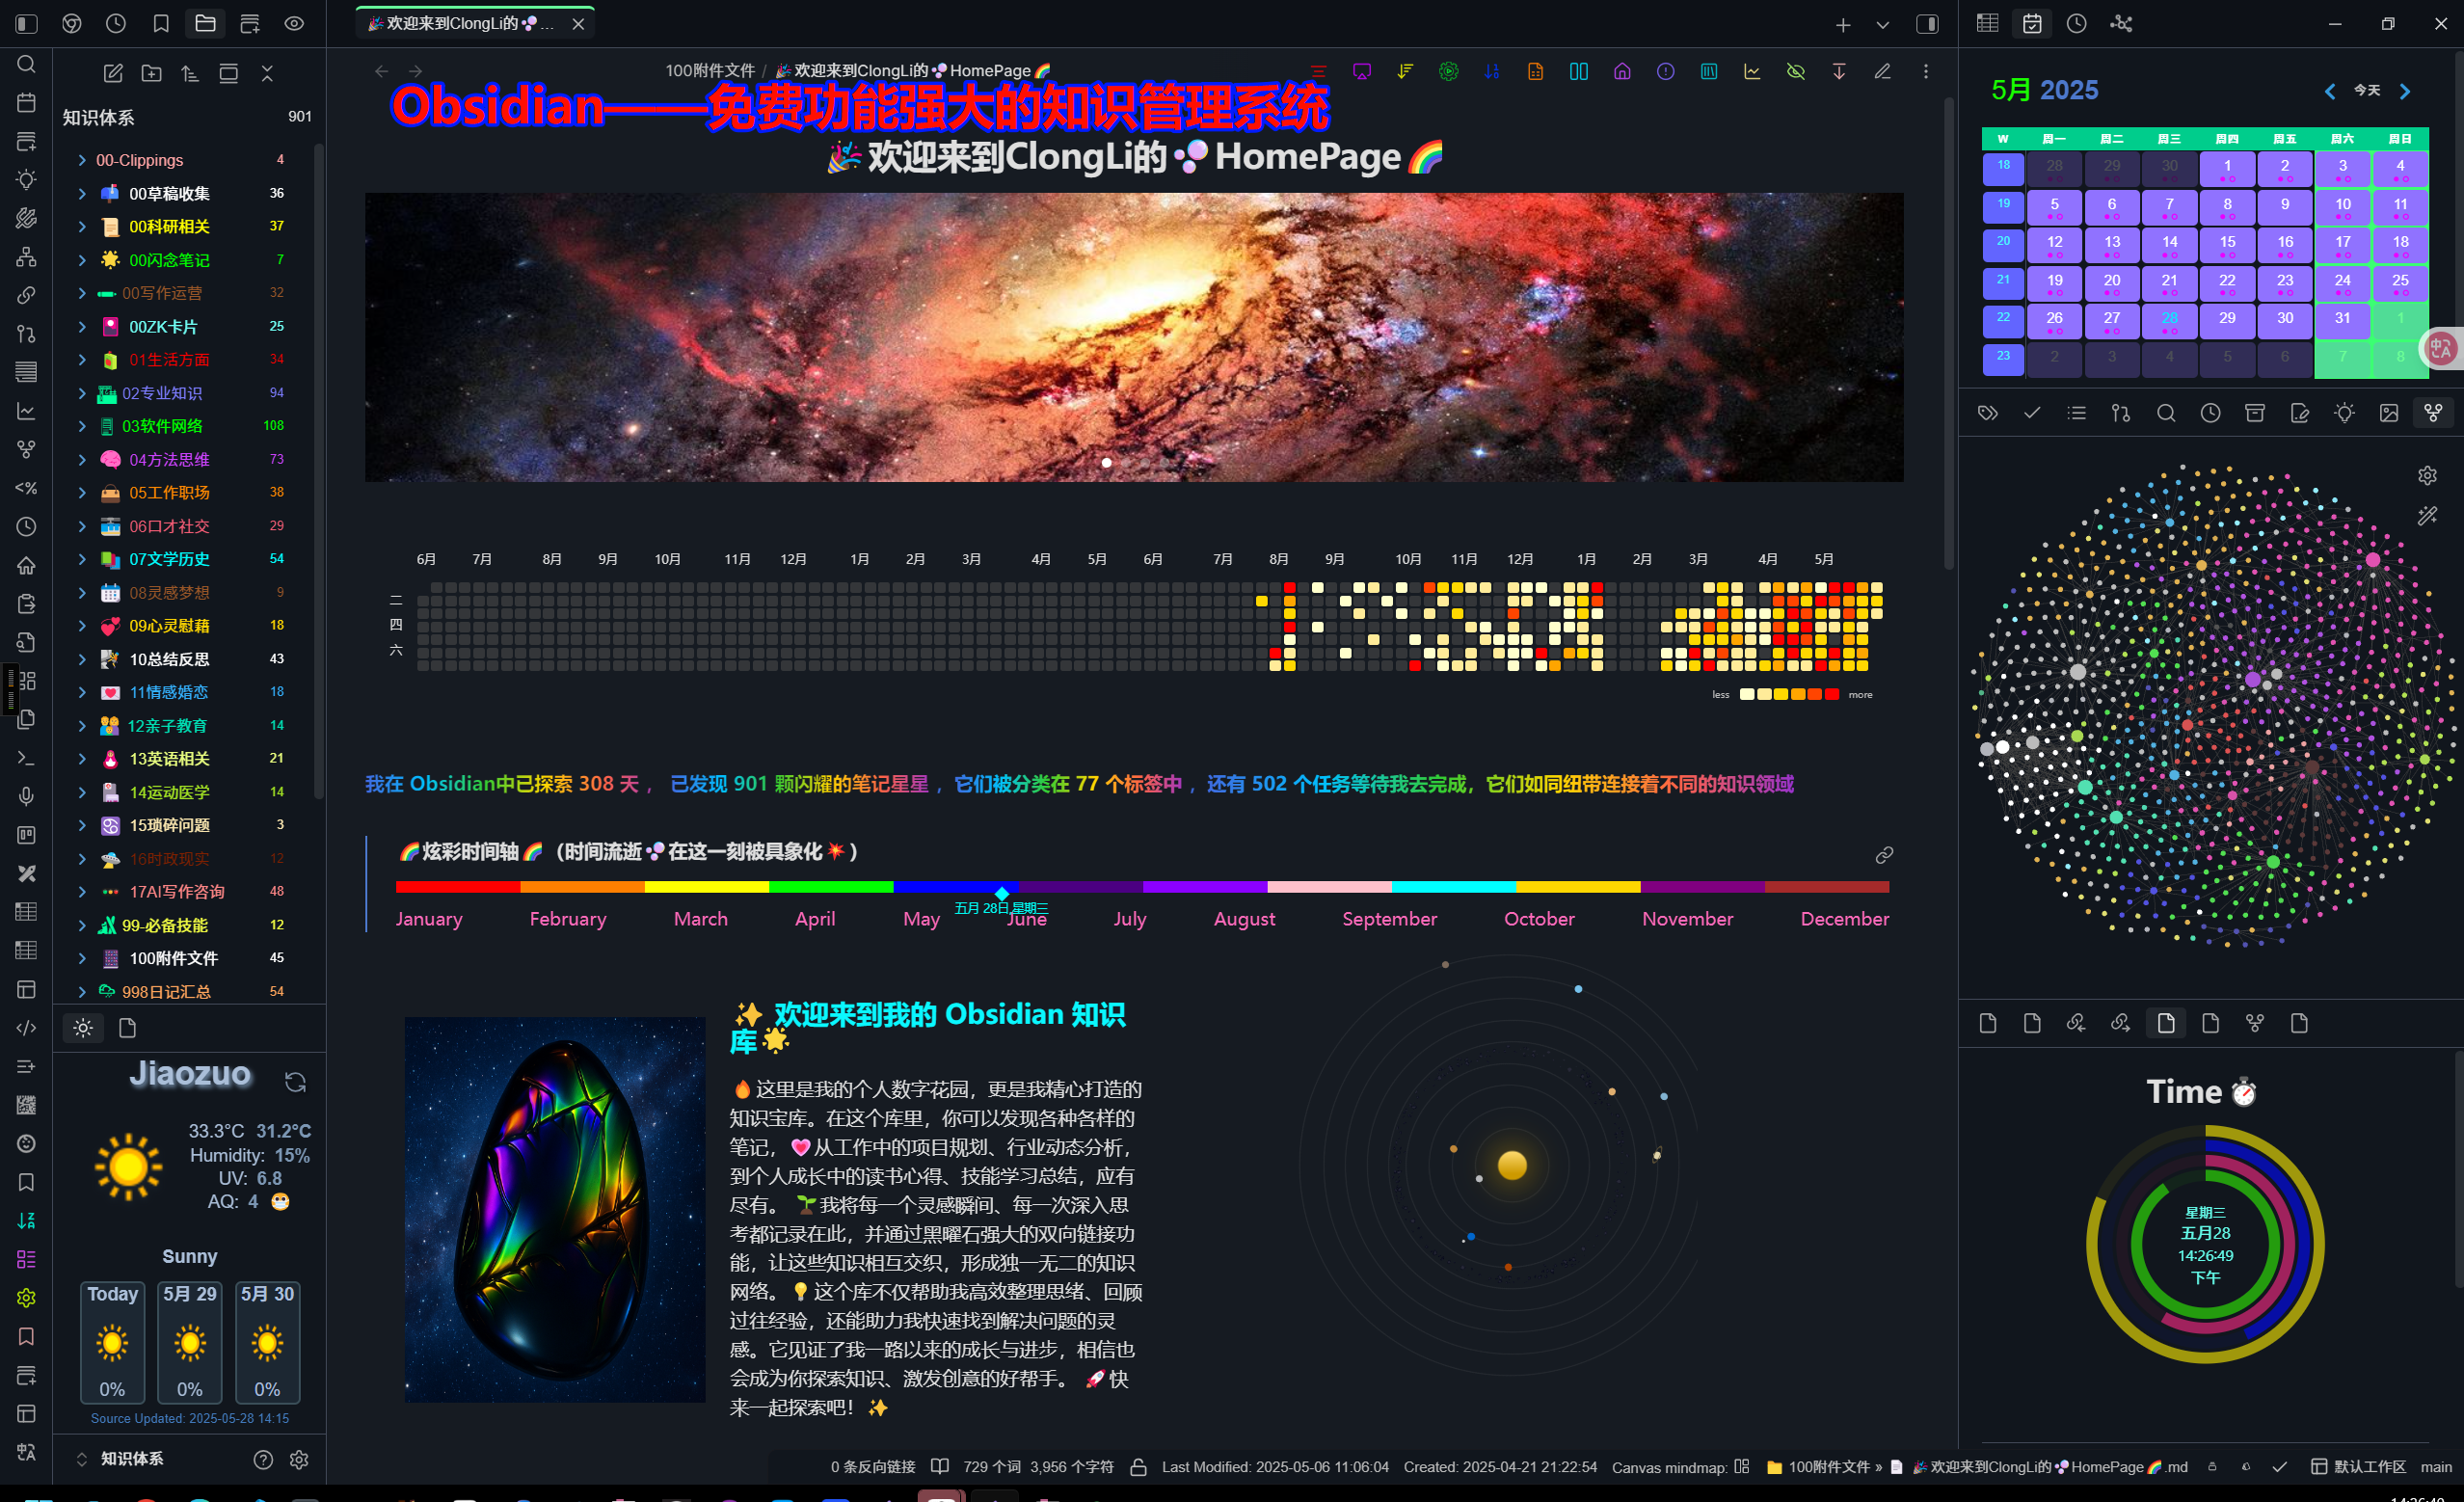 🎉欢迎来到ClongLi的🫧...
100附件文件 / 🎉欢迎来到ClongLi的🫧HomePage🌈
Obsidian——免费功能强大的知识管理系统
🎉欢迎来到ClongLi的🫧HomePage🌈
知识体系 901
00-Clippings 4
00草稿收集 36
00科研相关 37
00闪念笔记 7
00写作运营 32
00ZK卡片 25
01生活方面 34
02专业知识 94
03软件网络 108
04方法思维 73
05工作职场 38
06口才社交 29
07文学历史 54
08灵感梦想 9
09心灵慰藉 18
10总结反思 43
11情感婚恋 18
12亲子教育 14
13英语相关 21
14运动医学 14
15琐碎问题 3
16时政现实 12
17AI写作咨询 48
99-必备技能 12
100附件文件 45
998日记汇总 54
Jiaozuo
33.3°C 31.2°C
Humidity: 15%
UV: 6.8
AQ: 4 😷
Sunny
Today 5月 29 5月 30
0% 0% 0%
Source Updated: 2025-05-28 14:15
知识体系
6月 7月 8月 9月 10月 11月 12月 1月 2月 3月 4月 5月 6月 7月 8月 9月 10月 11月 12月 1月 2月 3月 4月 5月
二
四
六
less more
我在 Obsidian中已探索 308 天， 已发现 901 颗闪耀的笔记星星 ，它们被分类在 77 个标签中 ，还有 502 个任务等待我去完成，它们如同纽带连接着不同的知识领域
🌈炫彩时间轴🌈（时间流逝🫧在这一刻被具象化💥）
五月 28日,星期三
January February March April May June July August September October November December
✨ 欢迎来到我的 Obsidian 知识
库🌟
🔥这里是我的个人数字花园，更是我精心打造的
知识宝库。在这个库里，你可以发现各种各样的
笔记，💗从工作中的项目规划、行业动态分析，
到个人成长中的读书心得、技能学习总结，应有
尽有。 🌱我将每一个灵感瞬间、每一次深入思
考都记录在此，并通过黑曜石强大的双向链接功
能，让这些知识相互交织，形成独一无二的知识
网络。💡这个库不仅帮助我高效整理思绪、回顾
过往经验，还能助力我快速找到解决问题的灵
感。它见证了我一路以来的成长与进步，相信也
会成为你探索知识、激发创意的好帮手。 🚀快
来一起探索吧！✨
5月 2025 今天
W 周一 周二 周三 周四 周五 周六 周日
18 28 29 30 1 2 3 4
19 5 6 7 8 9 10 11
20 12 13 14 15 16 17 18
21 19 20 21 22 23 24 25
22 26 27 28 29 30 31 1
23 2 3 4 5 6 7 8
Time⏱️
星期三
五月28
14:26:49
下午
0 条反向链接 729 个词 3,956 个字符 Last Modified: 2025-05-06 11:06:04 Created: 2025-04-21 21:22:54 Canvas mindmap: 📁 100附件文件 » 📄 🎉欢迎来到ClongLi的🫧HomePage🌈.md 默认工作区 main